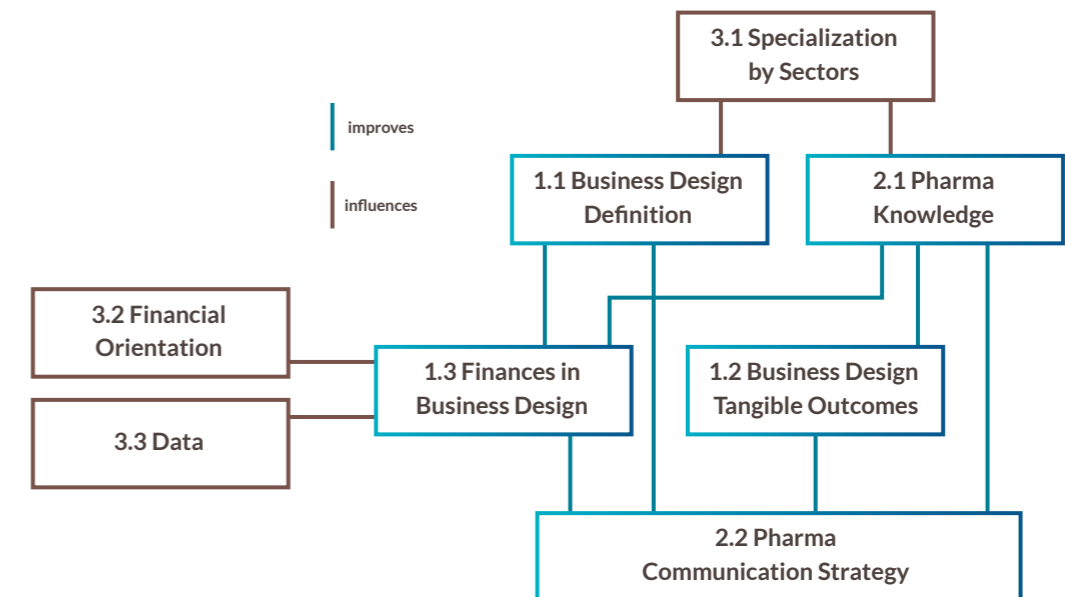 3.1 Specialization
by Sectors
improves
influences
1.1 Business Design
Definition
2.1 Pharma
Knowledge
3.2 Financial
Orientation
1.3 Finances in
Business Design
1.2 Business Design
Tangible Outcomes
3.3 Data
2.2 Pharma
Communication Strategy